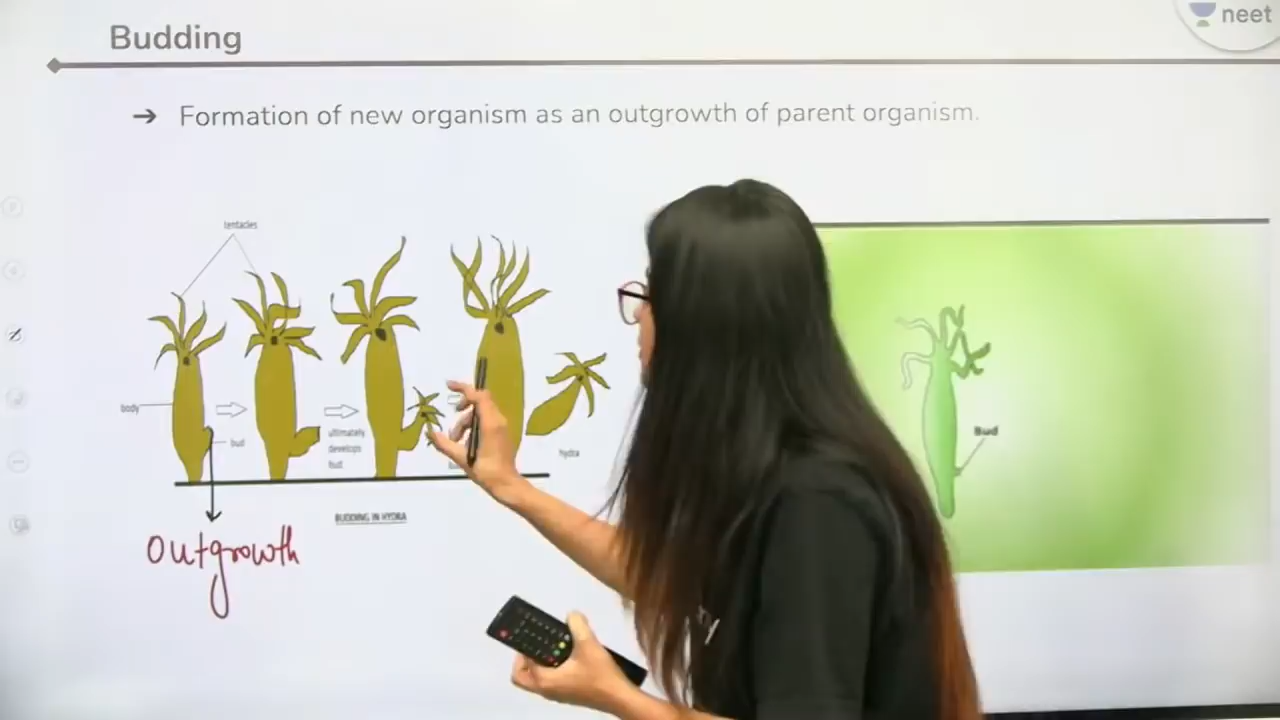 neet
Budding
→ Formation of new organism as an outgrowth of parent organism.
tentacles
body
bud
ultimately
develops
bud
hydra
BUDDING IN HYDRA
Outgrowth
Bud